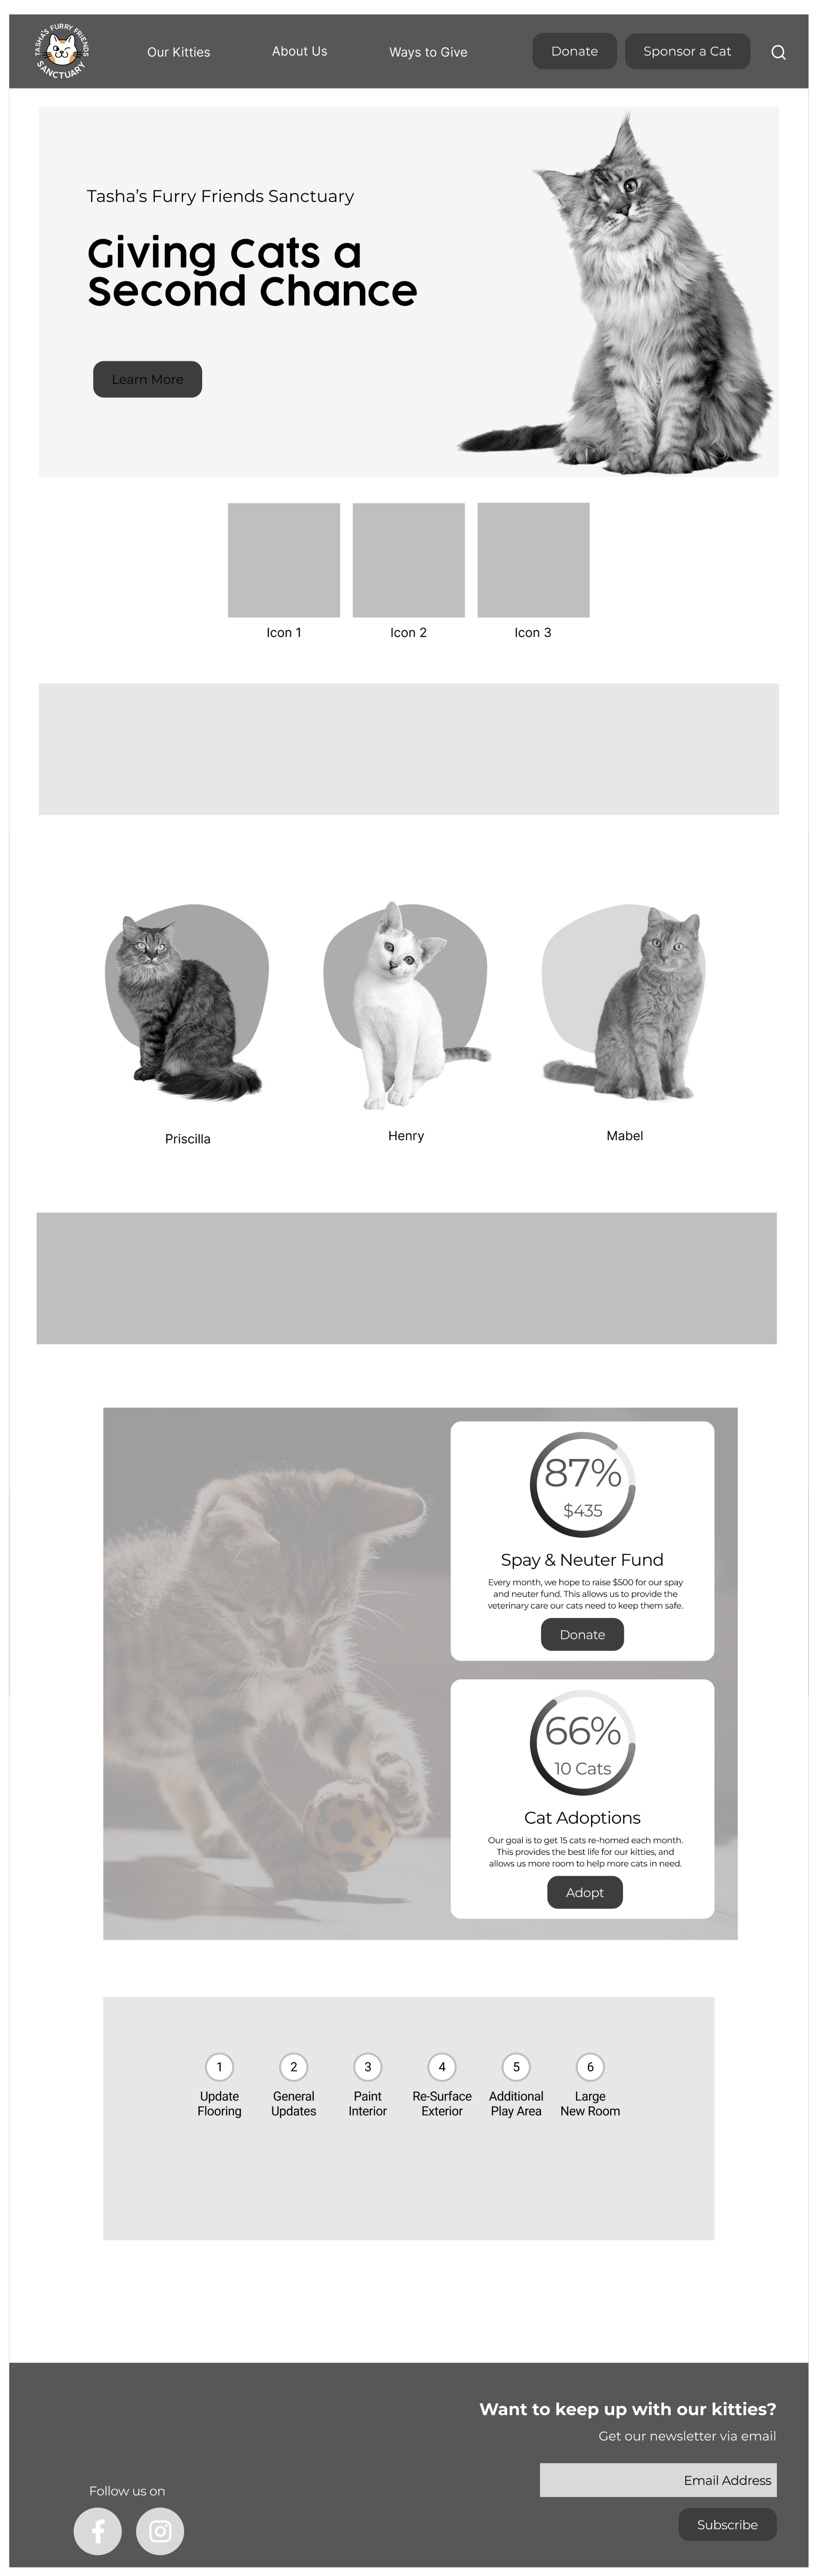 TASHA'S FURRY FRIENDS
SANCTUARY
Our Kitties
About Us
Ways to Give
Donate
Sponsor a Cat
Tasha's Furry Friends Sanctuary
Giving Cats a
Second Chance
Learn More
Icon 1
Icon 2
Icon 3
Priscilla
Henry
Mabel
87%
$435
Spay & Neuter Fund
Every month, we hope to raise $500 for our spay
and neuter fund. This allows us to provide the
veterinary care our cats need to keep them safe.
Donate
66%
10 Cats
Cat Adoptions
Our goal is to get 15 cats re-homed each month.
This provides the best life for our kitties, and
allows us more room to help more cats in need.
Adopt
1
Update
Flooring
2
General
Updates
3
Paint
Interior
4
Re-Surface
Exterior
5
Additional
Play Area
6
Large
New Room
Want to keep up with our kitties?
Get our newsletter via email
Email Address
Subscribe
Follow us on